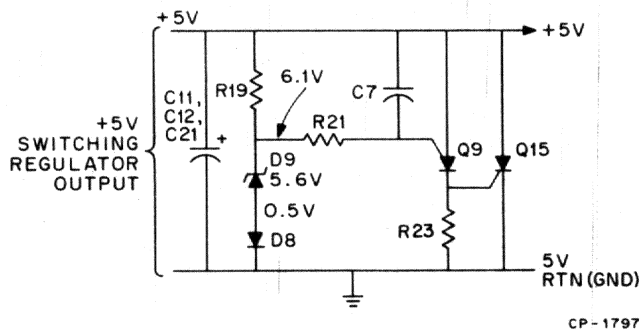 +5V
+5V
R19
6.1V
C7
C11,
C12,
C21
+
R21
+5V
SWITCHING
REGULATOR
OUTPUT
D9
5.6V
Q9
Q15
0.5V
D8
R23
5V
RTN (GND)
CP-1797